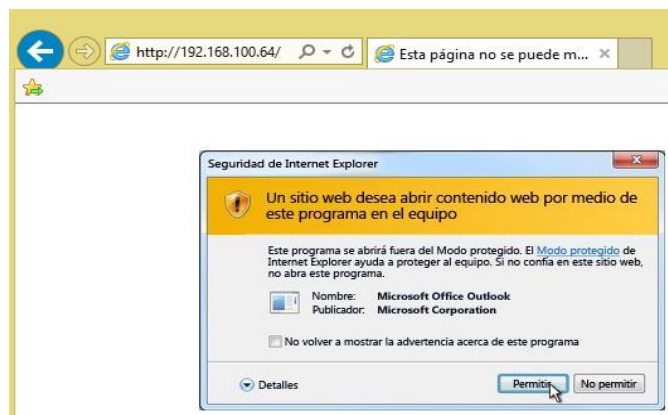 http://192.168.100.64/
Esta página no se puede m...
Seguridad de Internet Explorer
Un sitio web desea abrir contenido web por medio de
este programa en el equipo
Este programa se abrirá fuera del Modo protegido. El Modo protegido de
Internet Explorer ayuda a proteger al equipo. Si no confía en este sitio web,
no abra este programa.
Nombre: Microsoft Office Outlook
Publicador: Microsoft Corporation
No volver a mostrar la advertencia acerca de este programa
Detalles
Permitir
No permitir